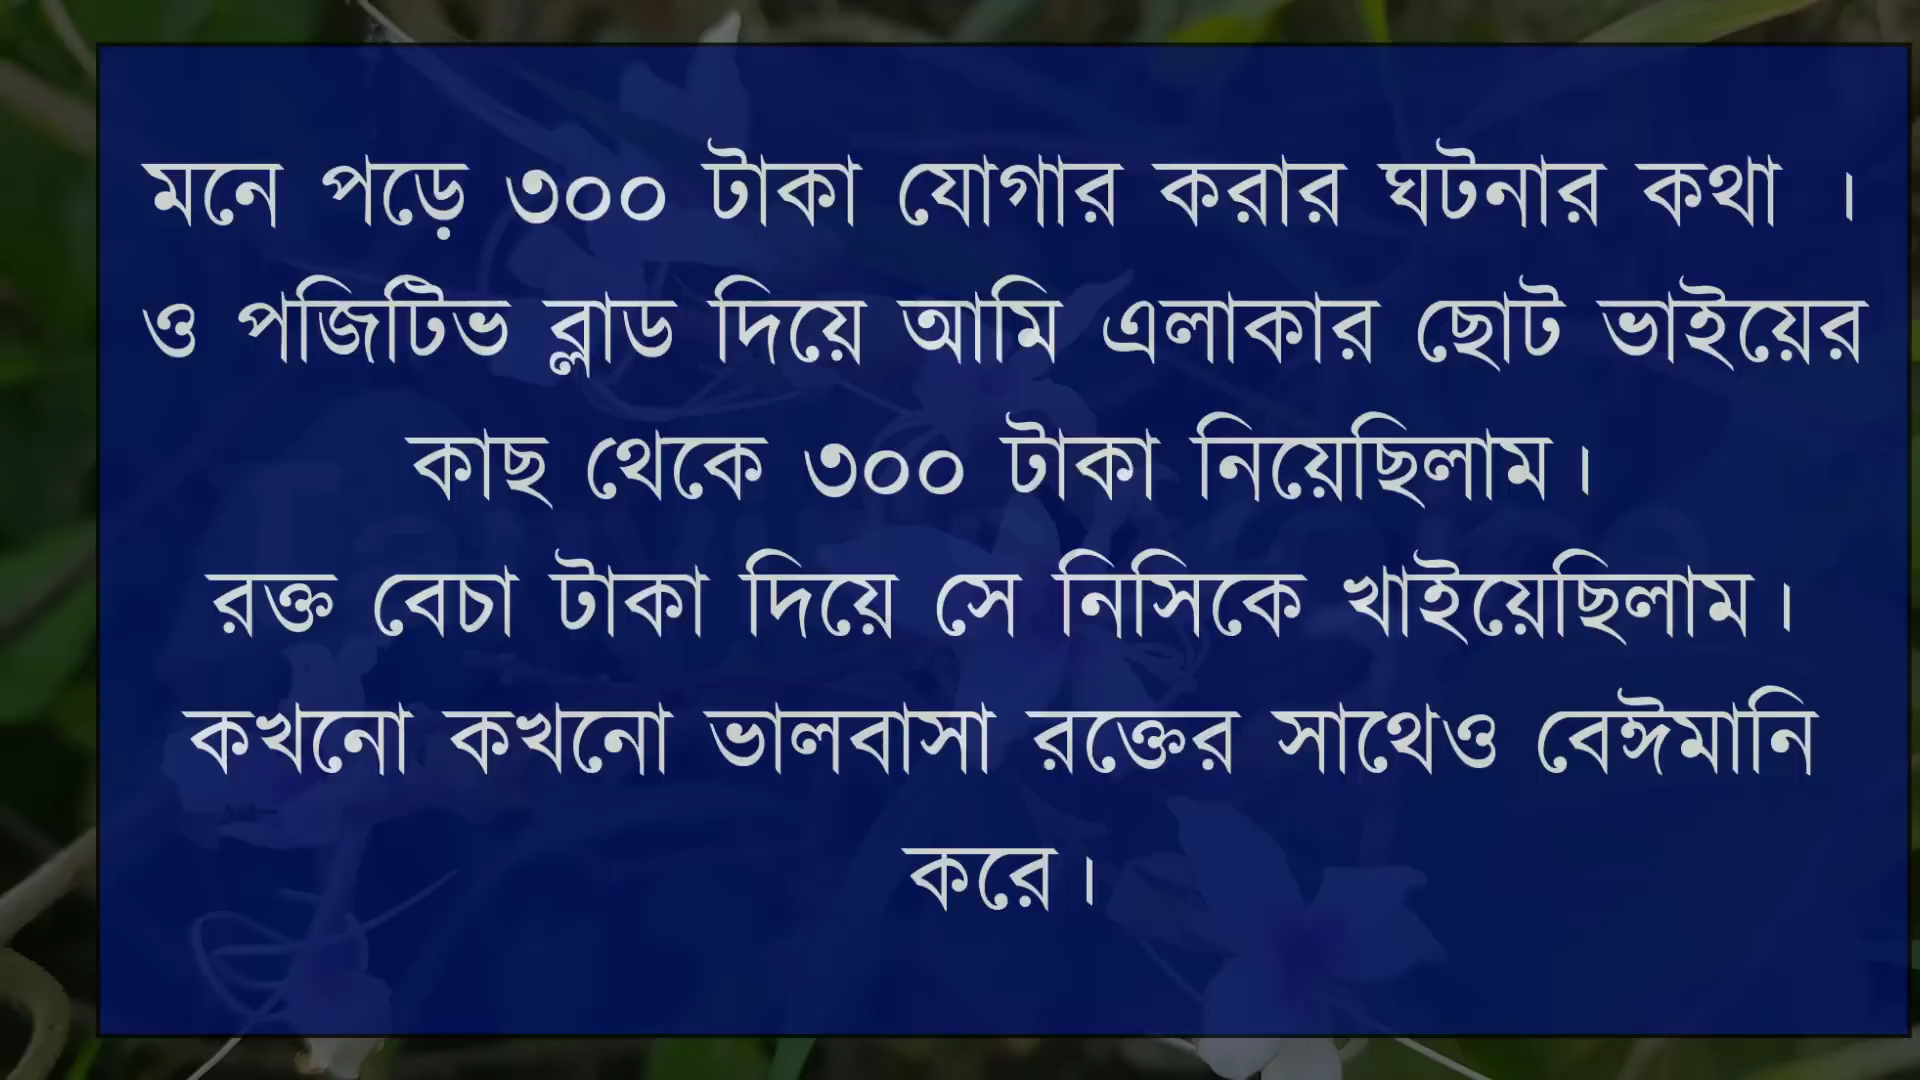 মনে পড়ে ৩০০ টাকা যোগার করার ঘটনার কথা ।
ও পজিটিভ ব্লাড দিয়ে আমি এলাকার ছোট ভাইয়ের
কাছ থেকে ৩০০ টাকা নিয়েছিলাম।
রক্ত বেচা টাকা দিয়ে সে নিসিকে খাইয়েছিলাম।
কখনো কখনো ভালবাসা রক্তের সাথেও বেঈমানি
করে।